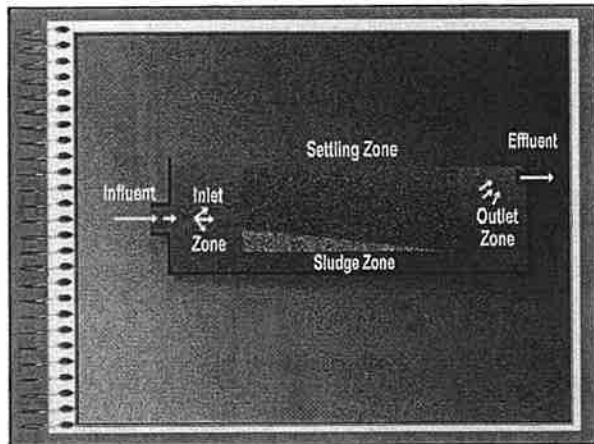 Settling Zone
Effluent
Influent
Inlet
Zone
Outlet
Zone
Sludge Zone